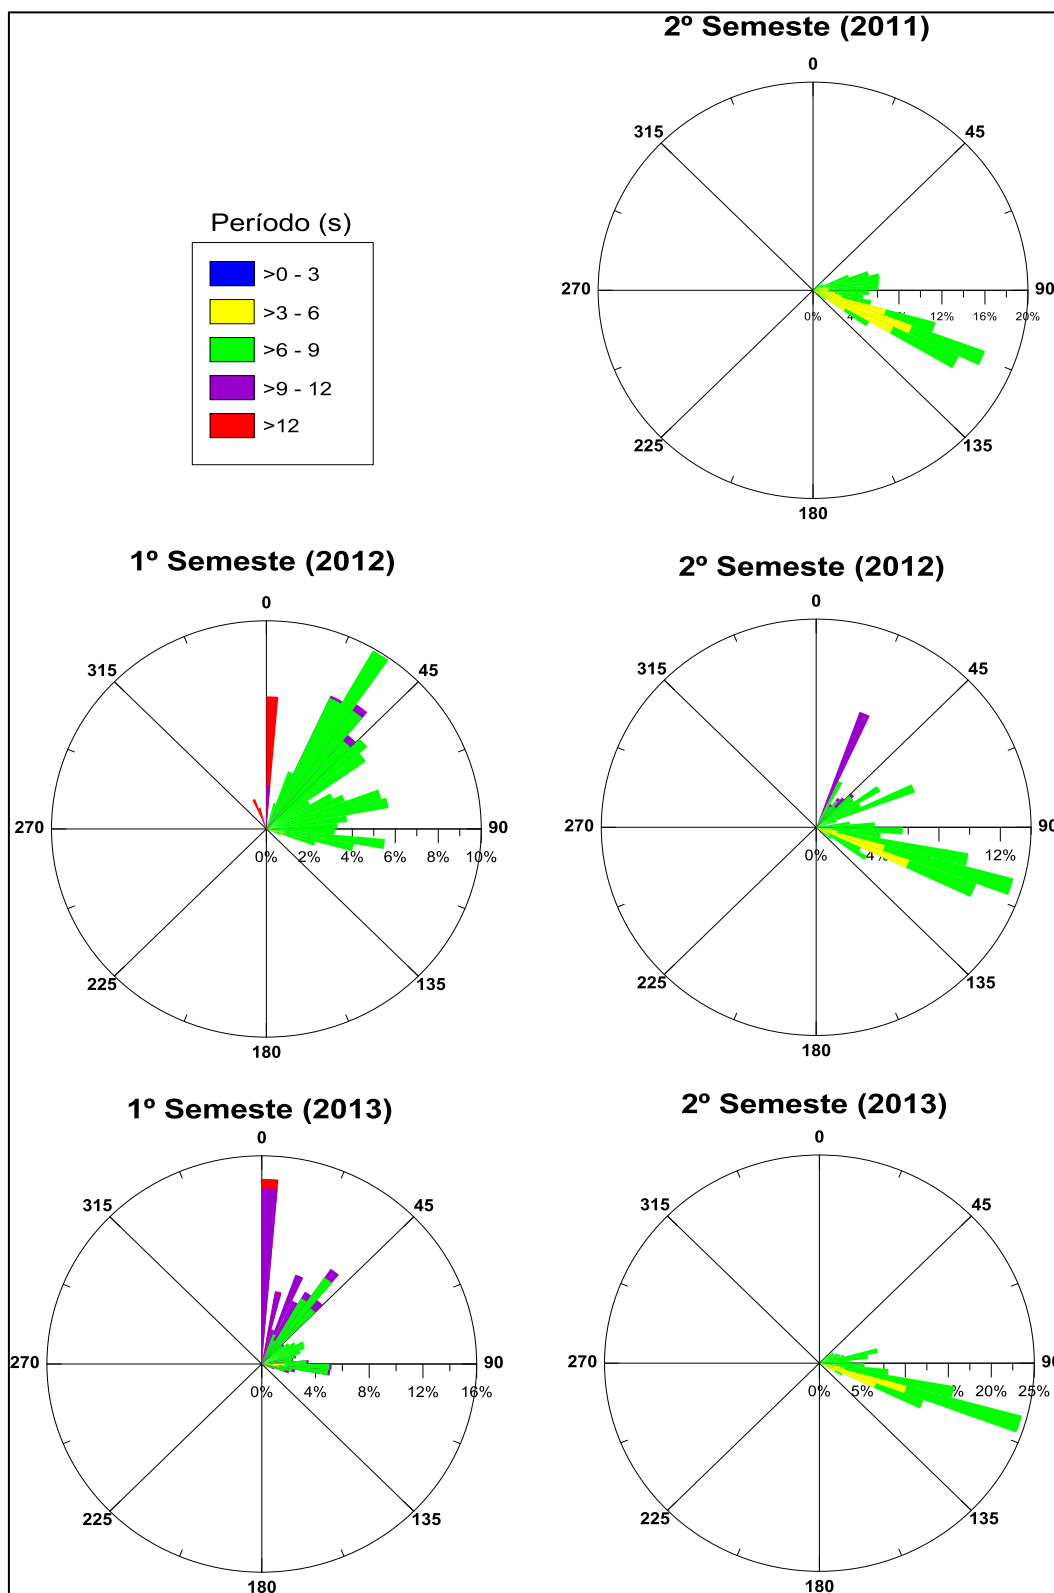 2º Semeste (2011)
0
315 45
270 90
0% 4% 12% 16% 20%
225 135
180
Período (s)
>0 - 3
>3 - 6
>6 - 9
>9 - 12
>12
1º Semeste (2012)
0
315 45
270 90
0% 2% 4% 6% 8% 10%
225 135
180
2º Semeste (2012)
0
315 45
270 90
0% 4% 12%
225 135
180
1º Semeste (2013)
0
315 45
270 90
0% 4% 8% 12% 16%
225 135
180
2º Semeste (2013)
0
315 45
270 90
0% 5% 20% 25%
225 135
180